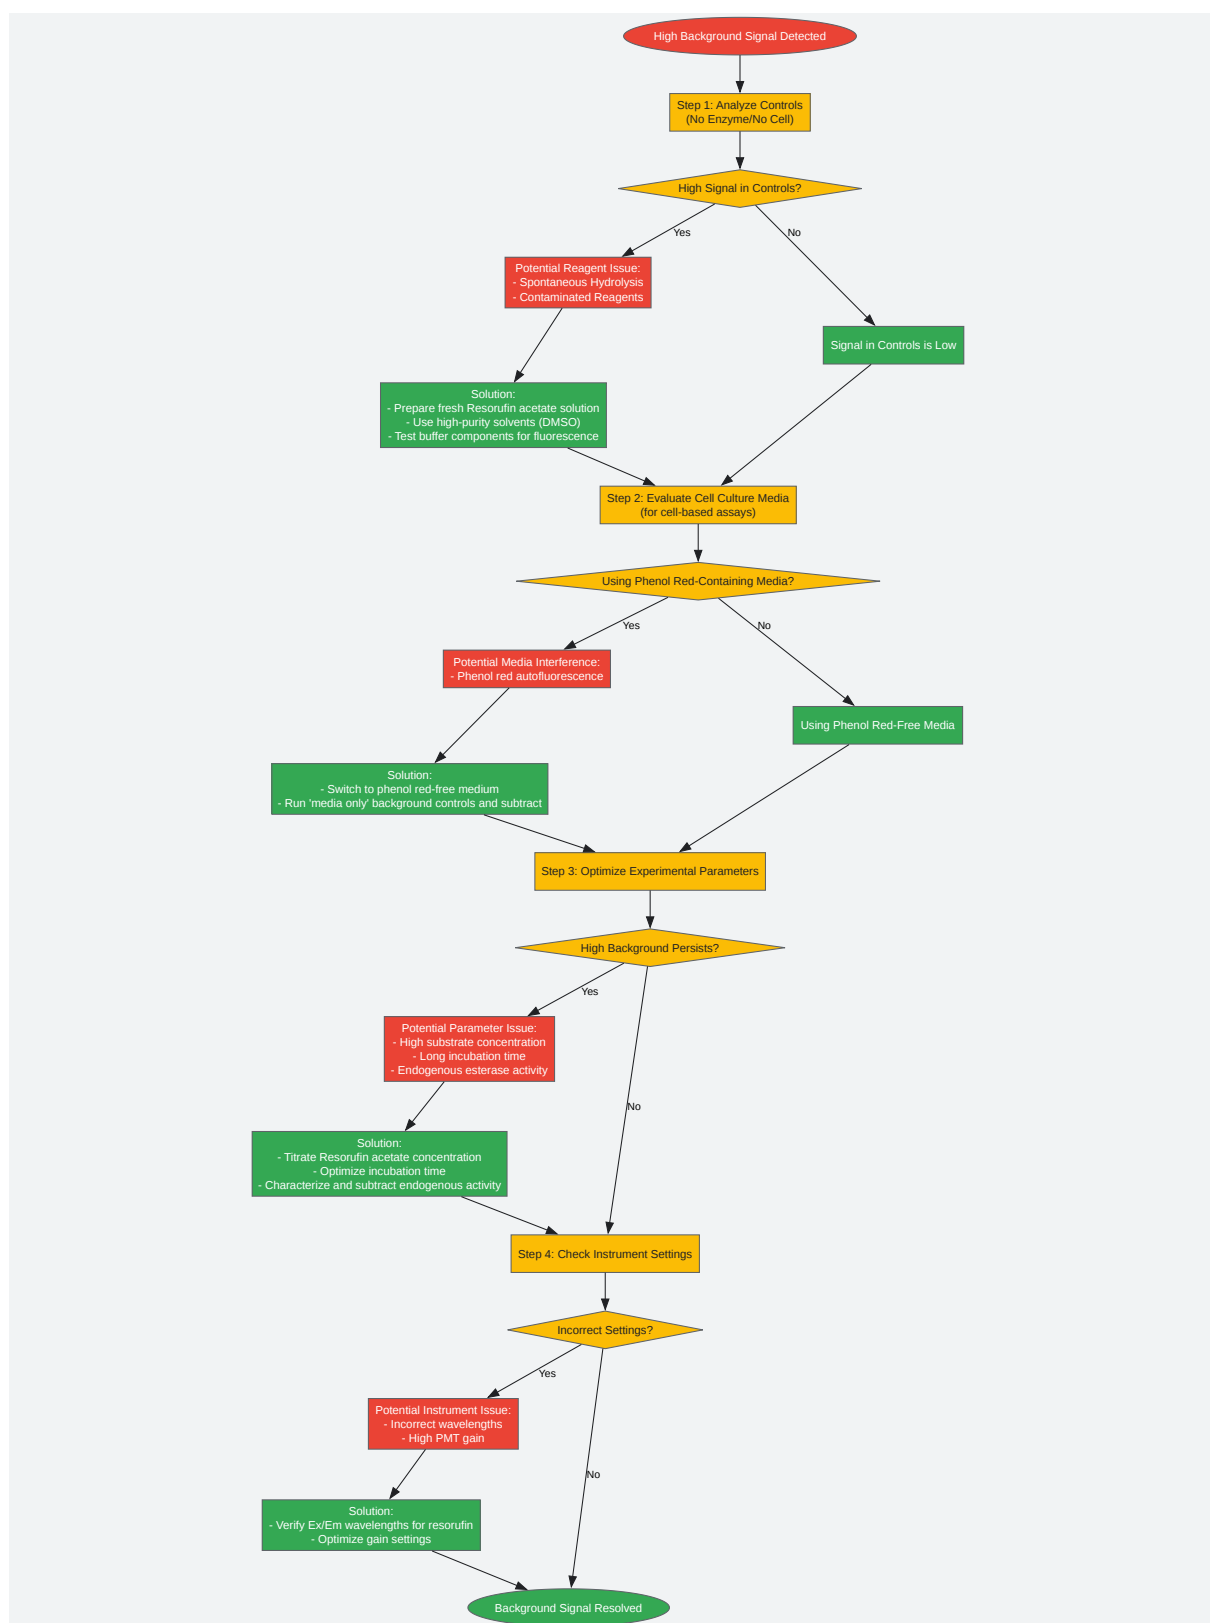 High Background Signal Detected
Step 1: Analyze Controls
(No Enzyme/No Cell)
High Signal in Controls?
Yes
No
Potential Reagent Issue:
- Spontaneous Hydrolysis
- Contaminated Reagents
Signal in Controls is Low
Solution:
- Prepare fresh Resorufin acetate solution
- Use high-purity solvents (DMSO)
- Test buffer components for fluorescence
Step 2: Evaluate Cell Culture Media
(for cell-based assays)
Using Phenol Red-Containing Media?
Yes
No
Potential Media Interference:
- Phenol red autofluorescence
Using Phenol Red-Free Media
Solution:
- Switch to phenol red-free medium
- Run 'media only' background controls and subtract
Step 3: Optimize Experimental Parameters
High Background Persists?
Yes
No
Potential Parameter Issue:
- High substrate concentration
- Long incubation time
- Endogenous esterase activity
Solution:
- Titrate Resorufin acetate concentration
- Optimize incubation time
- Characterize and subtract endogenous activity
Step 4: Check Instrument Settings
Incorrect Settings?
Yes
No
Potential Instrument Issue:
- Incorrect wavelengths
- High PMT gain
Solution:
- Verify Ex/Em wavelengths for resorufin
- Optimize gain settings
Background Signal Resolved